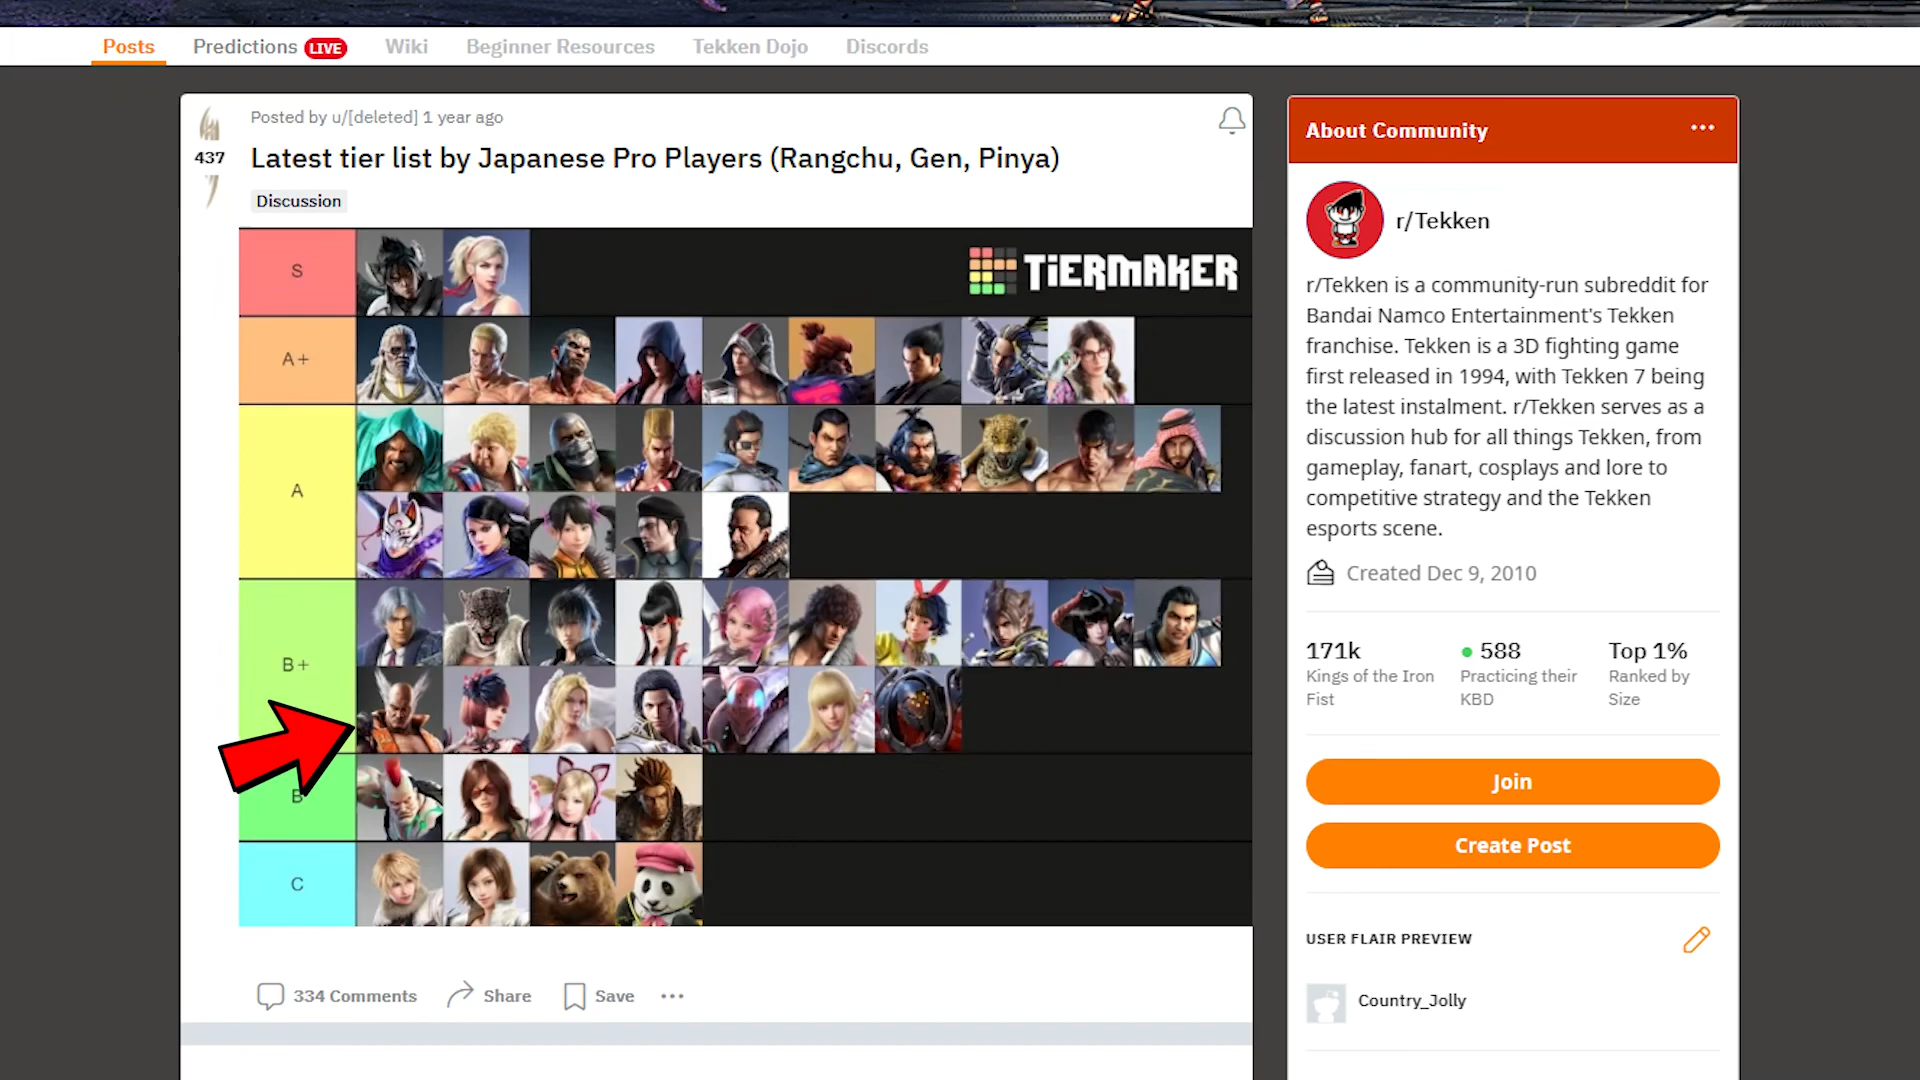 Posts
Predictions LIVE
Wiki
Beginner Resources
Tekken Dojo
Discords
Posted by u/[deleted] 1 year ago
437
Latest tier list by Japanese Pro Players (Rangchu, Gen, Pinya)
Discussion
TiERMAKER
S
A+
A
B+
B
C
334 Comments
Share
Save
About Community
r/Tekken
r/Tekken is a community-run subreddit for
Bandai Namco Entertainment's Tekken
franchise. Tekken is a 3D fighting game
first released in 1994, with Tekken 7 being
the latest instalment. r/Tekken serves as a
discussion hub for all things Tekken, from
gameplay, fanart, cosplays and lore to
competitive strategy and the Tekken
esports scene.
Created Dec 9, 2010
171k
Kings of the Iron
Fist
588
Practicing their
KBD
Top 1%
Ranked by
Size
Join
Create Post
USER FLAIR PREVIEW
Country_Jolly